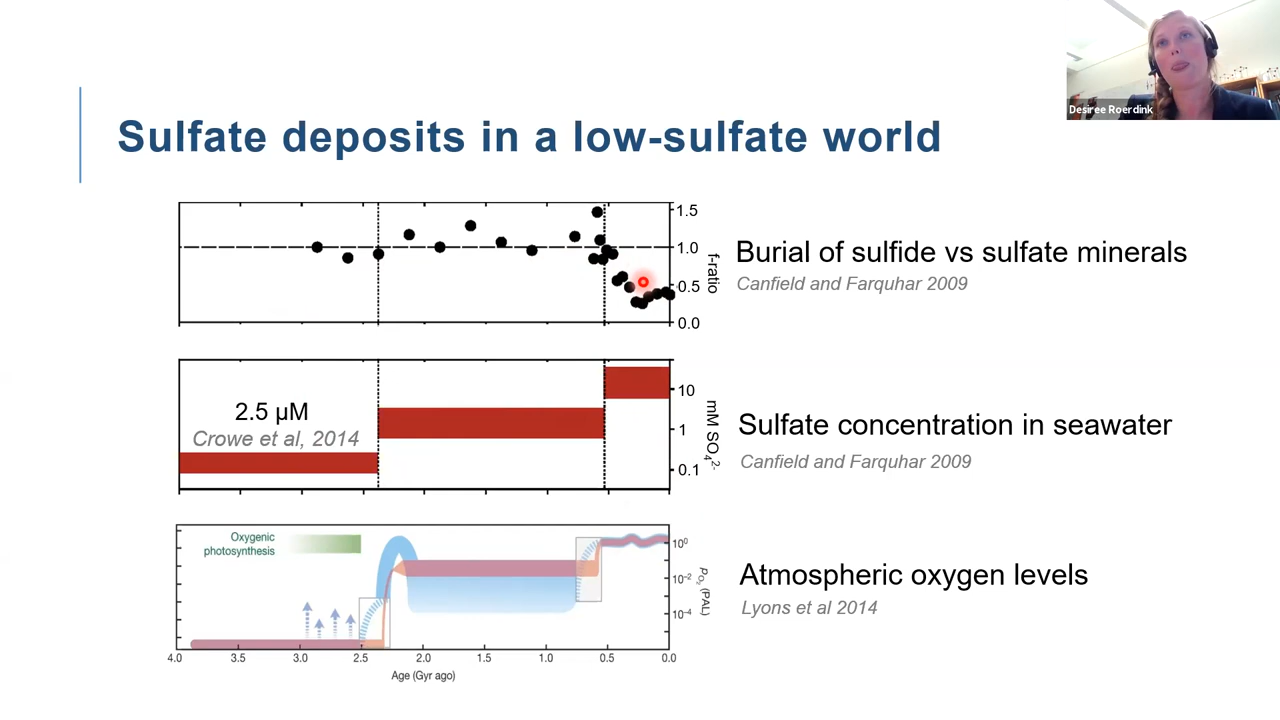 Desiree Roerdink
Sulfate deposits in a low-sulfate world
1.5
1.0
0.5
0.0
f-ratio
Burial of sulfide vs sulfate minerals
Canfield and Farquhar 2009
2.5 µM
Crowe et al, 2014
10
1
0.1
mM SO₄²⁻
Sulfate concentration in seawater
Canfield and Farquhar 2009
Oxygenic
photosynthesis
10⁰
10⁻²
10⁻⁴
pO₂ (PAL)
Atmospheric oxygen levels
Lyons et al 2014
4.0 3.5 3.0 2.5 2.0 1.5 1.0 0.5 0.0
Age (Gyr ago)